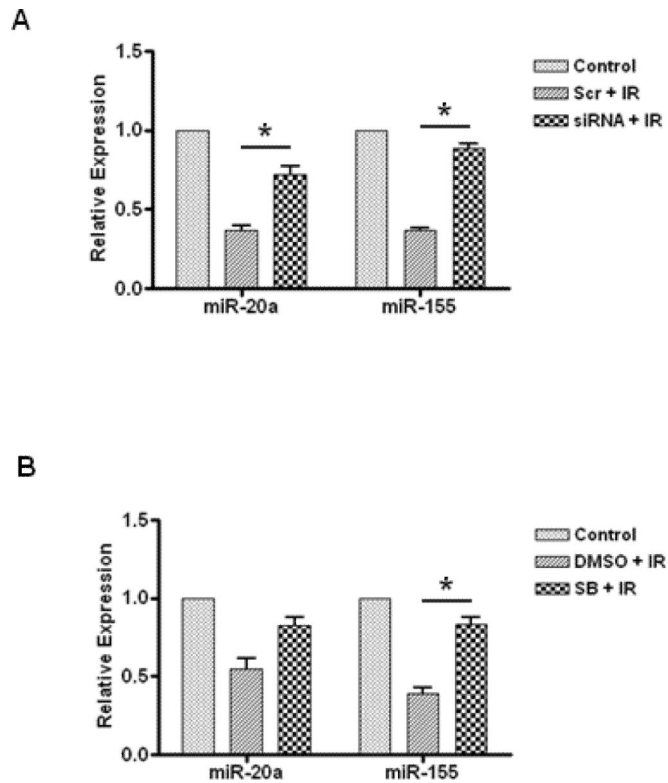 A
1.5
1.0
0.5
0.0
Relative Expression
*
*
miR-20a
miR-155
Control
Scr + IR
siRNA + IR
B
1.5
1.0
0.5
0.0
Relative Expression
*
miR-20a
miR-155
Control
DMSO + IR
SB + IR